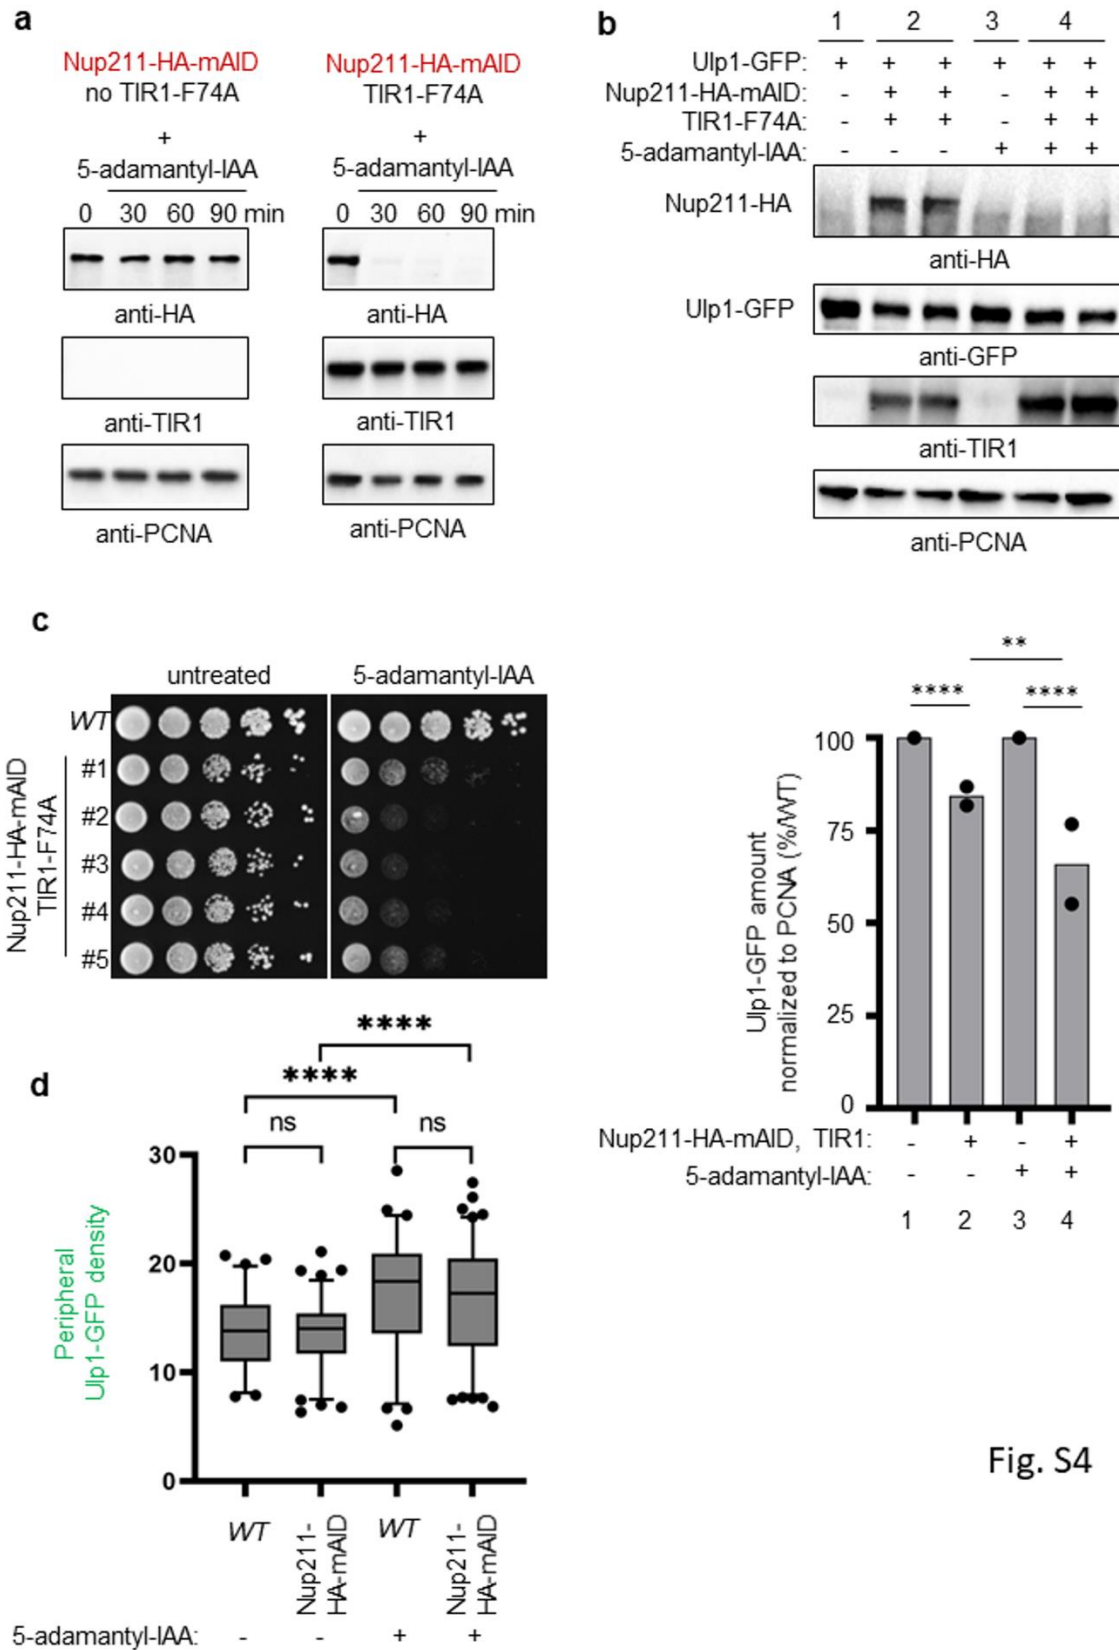 a
Nup211-HA-mAID
no TIR1-F74A
+
5-adamantyl-IAA
0 30 60 90 min
anti-HA
anti-TIR1
anti-PCNA
Nup211-HA-mAID
TIR1-F74A
+
5-adamantyl-IAA
0 30 60 90 min
anti-HA
anti-TIR1
anti-PCNA
b
1 2 3 4
Ulp1-GFP: + + + + + +
Nup211-HA-mAID: - + + - + +
TIR1-F74A: - + + - + +
5-adamantyl-IAA: - - - + + +
Nup211-HA
anti-HA
Ulp1-GFP
anti-GFP
anti-TIR1
anti-PCNA
**
**** ****
Ulp1-GFP amount
normalized to PCNA (%/WT)
100
75
50
25
0
Nup211-HA-mAID, TIR1: - + - +
5-adamantyl-IAA: - - + +
1 2 3 4
c
untreated 5-adamantyl-IAA
WT
Nup211-HA-mAID
TIR1-F74A
#1
#2
#3
#4
#5
d
****
****
ns ns
Peripheral
Ulp1-GFP density
30
20
10
0
WT
Nup211-
HA-mAID
WT
Nup211-
HA-mAID
5-adamantyl-IAA: - - + +
Fig. S4